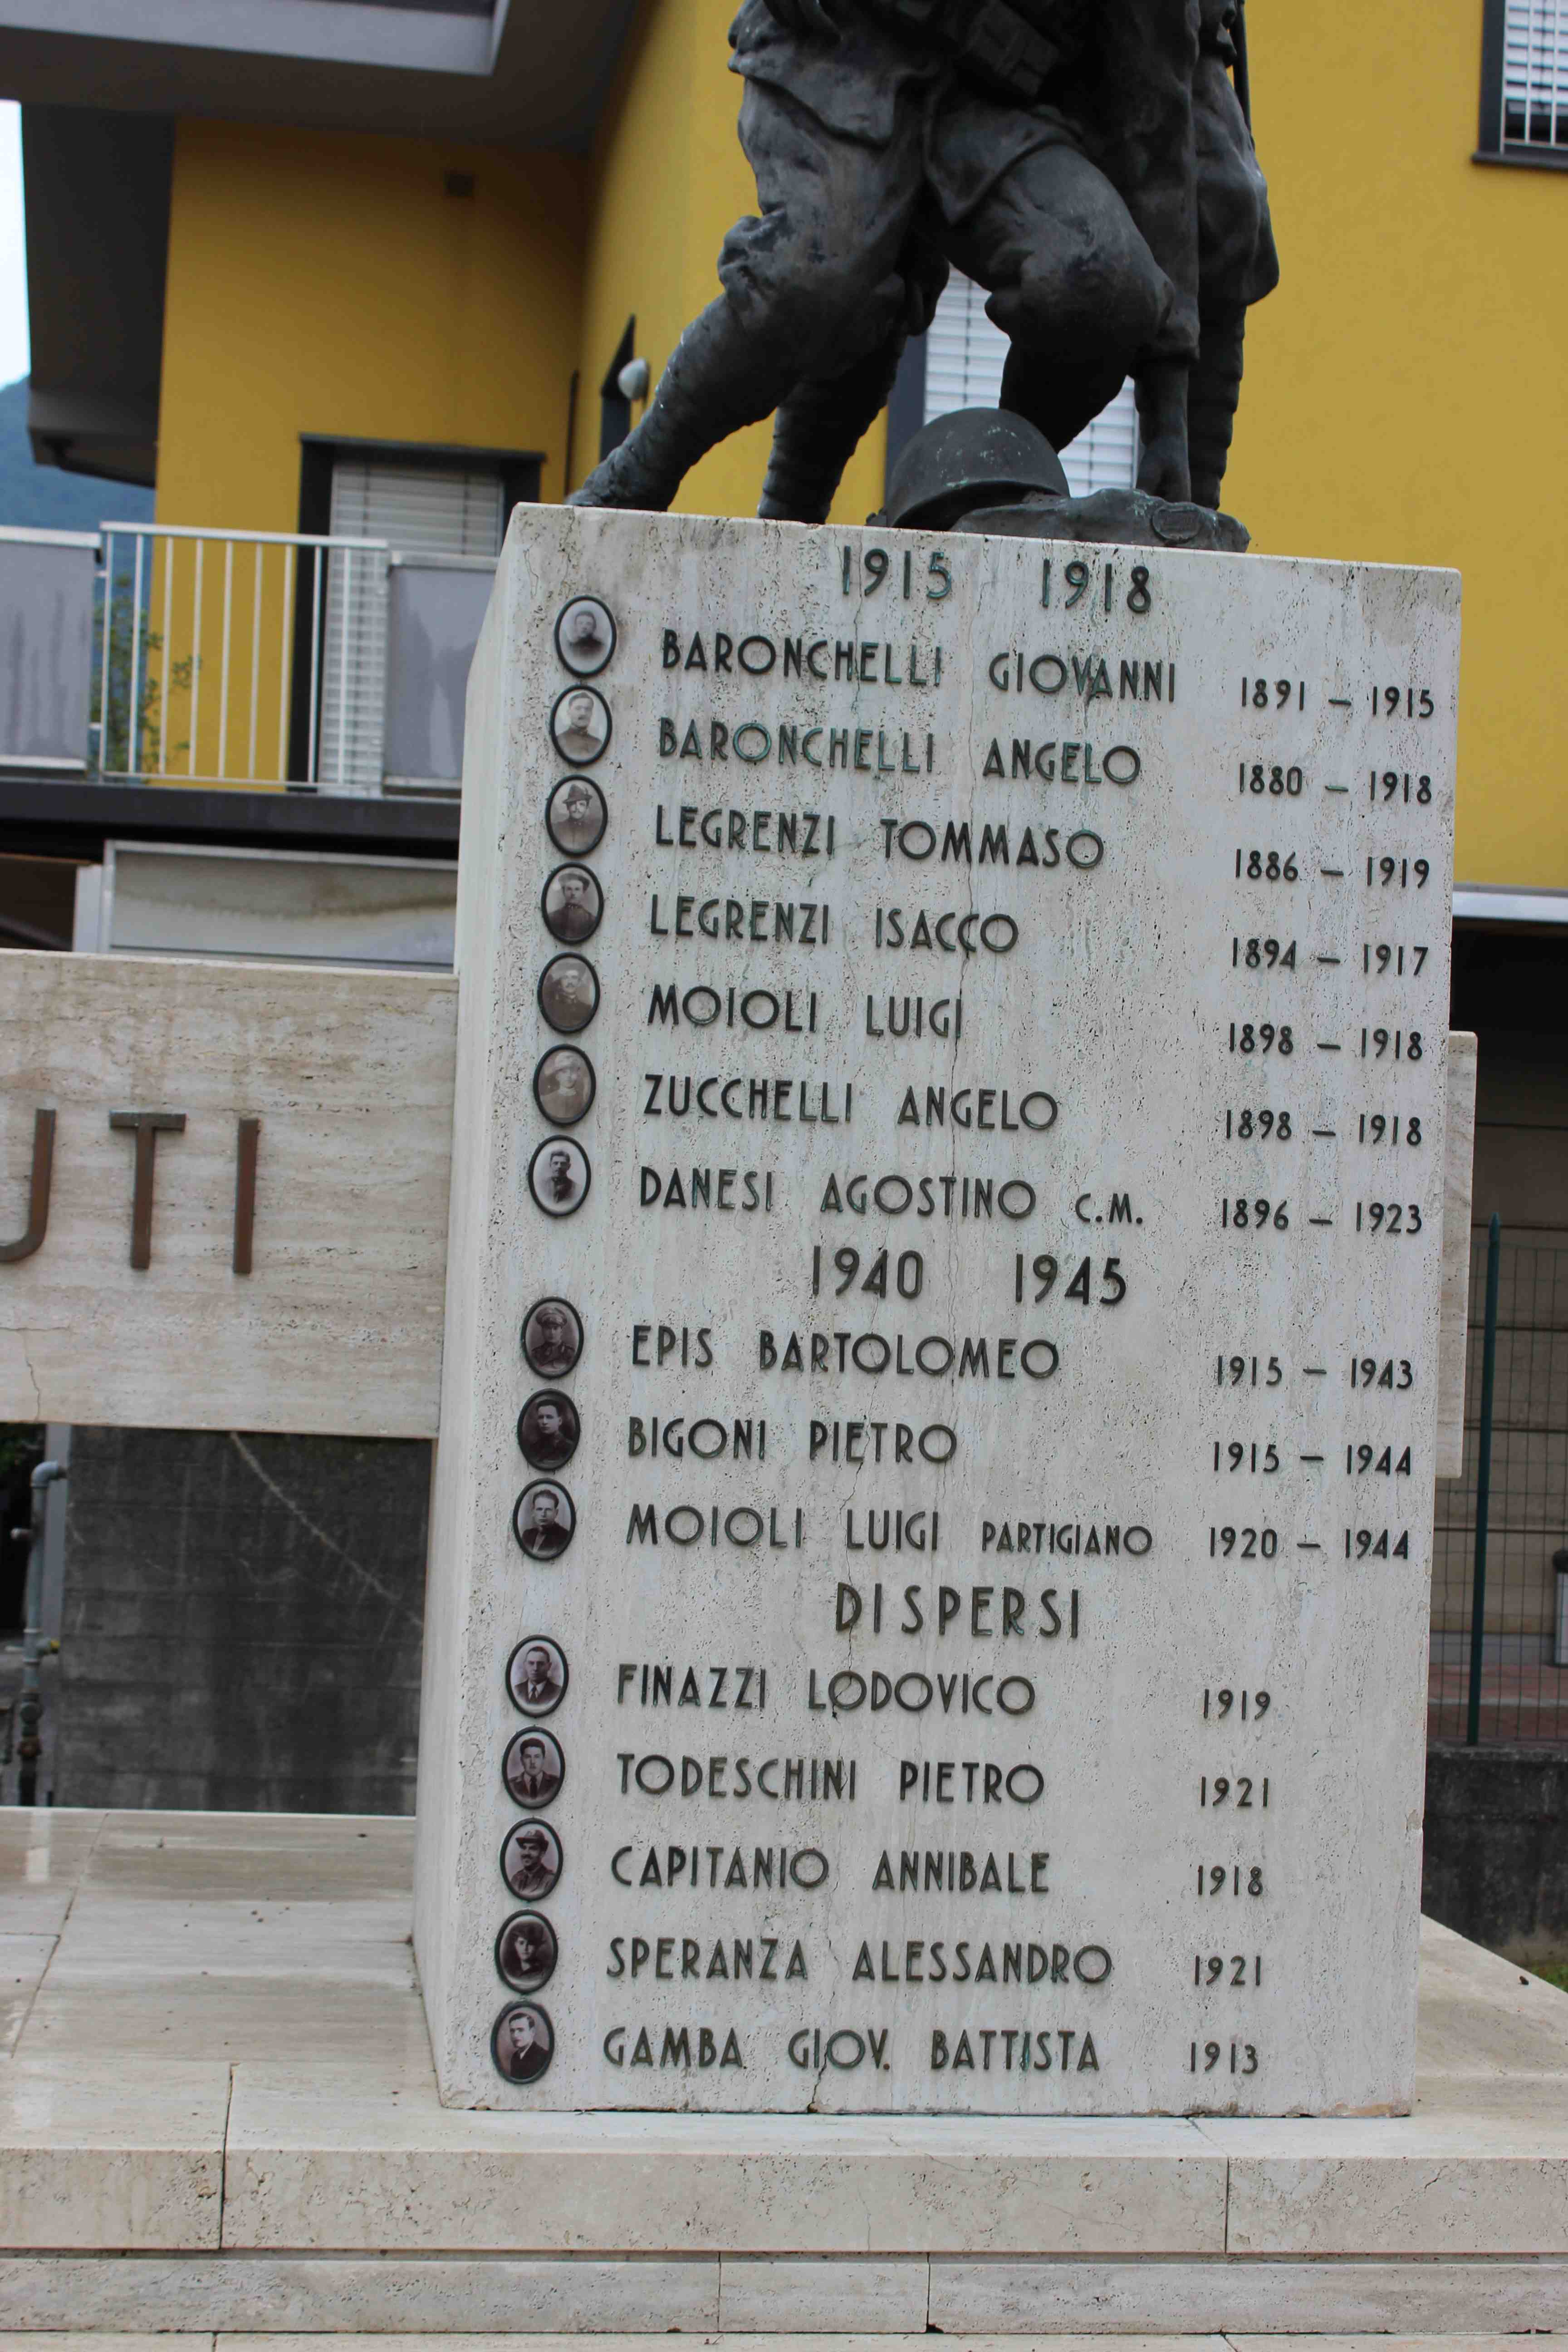 1915 1918
BARONCHELLI GIOVANNI 1891 – 1915
BARONCHELLI ANGELO 1880 – 1918
LEGRENZI TOMMASO 1886 – 1919
LEGRENZI ISACCO 1894 – 1917
MOIOLI LUIGI 1898 – 1918
ZUCCHELLI ANGELO 1898 – 1918
DANESI AGOSTINO C.M. 1896 – 1923
1940 1945
EPIS BARTOLOMEO 1915 – 1943
BIGONI PIETRO 1915 – 1944
MOIOLI LUIGI PARTIGIANO 1920 – 1944
DISPERSI
FINAZZI LODOVICO 1919
TODESCHINI PIETRO 1921
CAPITANIO ANNIBALE 1918
SPERANZA ALESSANDRO 1921
GAMBA GIOV. BATTISTA 1913
UTI